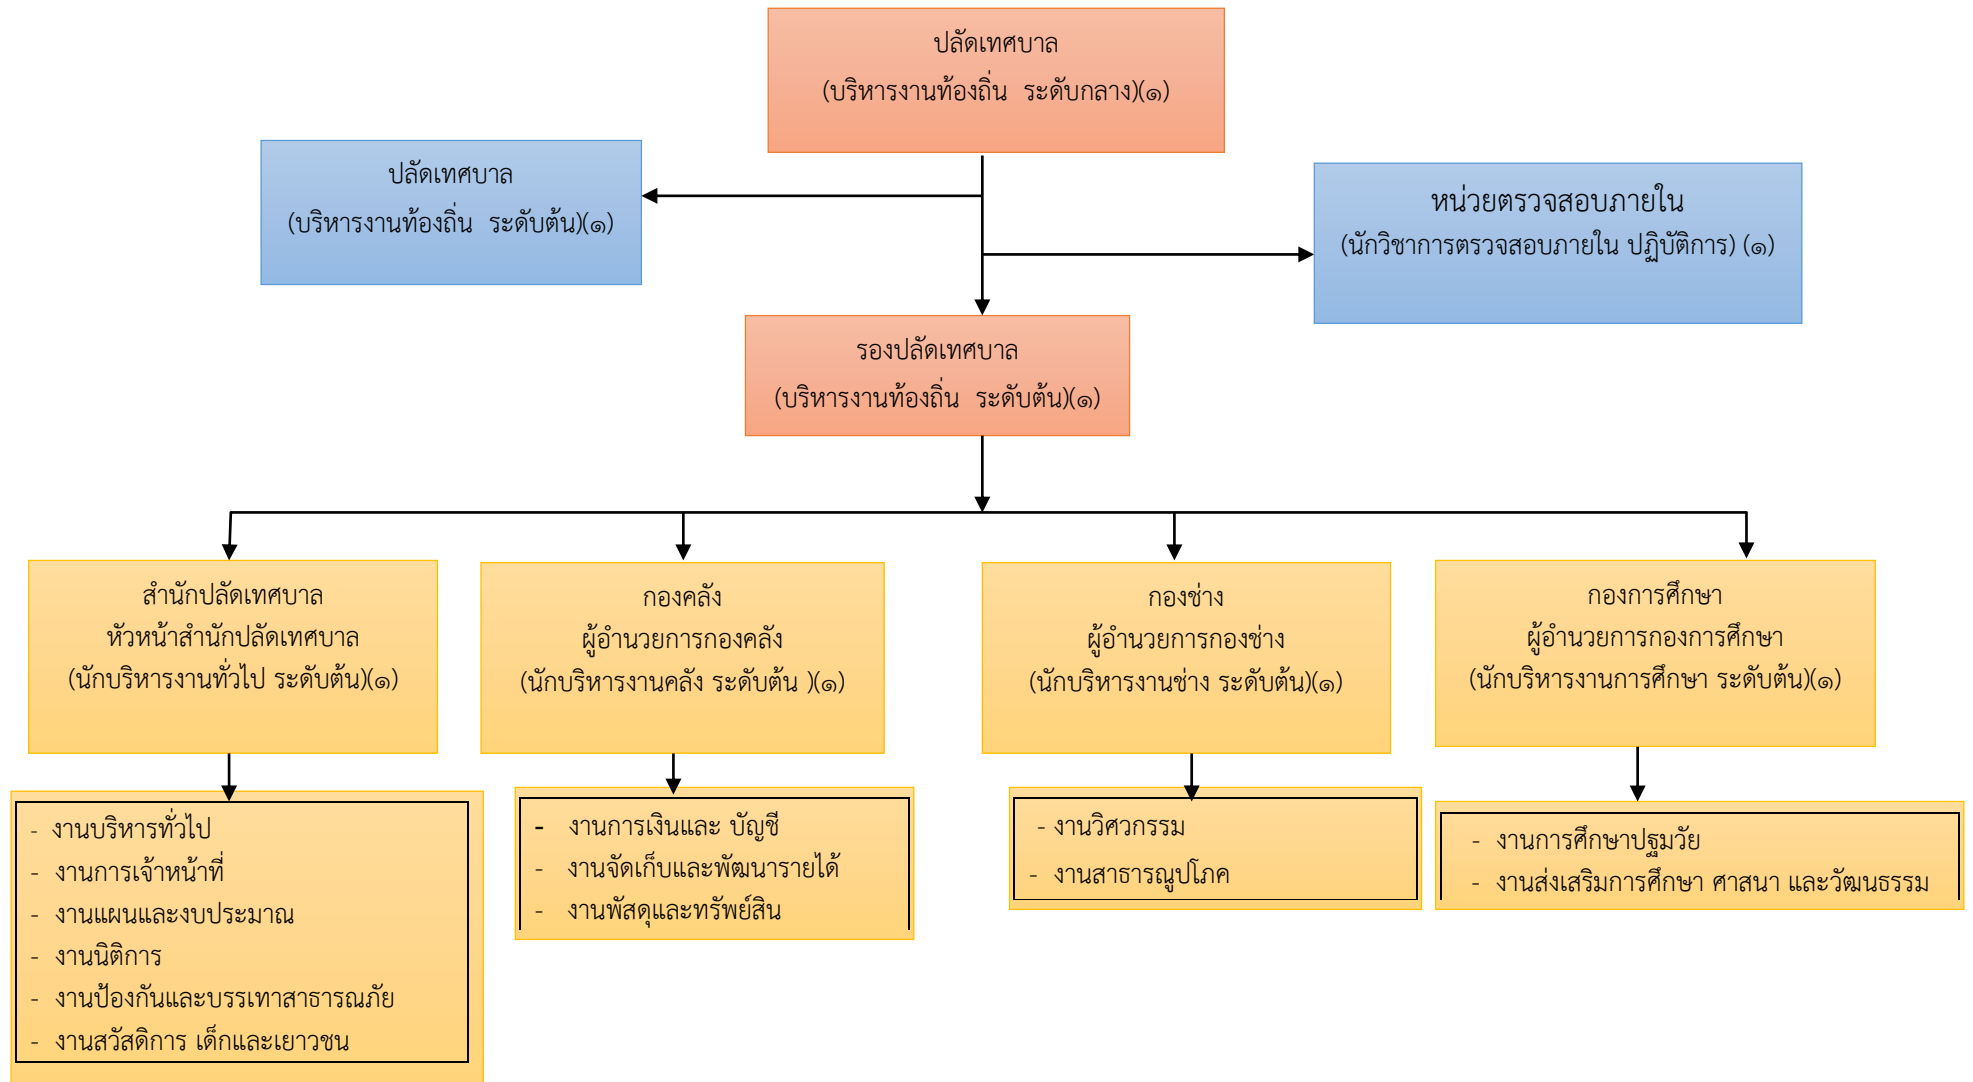 ปลัดเทศบาล
(บริหารงานท้องถิ่น ระดับกลาง)(๑)
ปลัดเทศบาล
(บริหารงานท้องถิ่น ระดับต้น)(๑)
หน่วยตรวจสอบภายใน
(นักวิชาการตรวจสอบภายใน ปฏิบัติการ) (๑)
รองปลัดเทศบาล
(บริหารงานท้องถิ่น ระดับต้น)(๑)
สำนักปลัดเทศบาล
หัวหน้าสำนักปลัดเทศบาล
(นักบริหารงานทั่วไป ระดับต้น)(๑)
กองคลัง
ผู้อำนวยการกองคลัง
(นักบริหารงานคลัง ระดับต้น )(๑)
กองช่าง
ผู้อำนวยการกองช่าง
(นักบริหารงานช่าง ระดับต้น)(๑)
กองการศึกษา
ผู้อำนวยการกองการศึกษา
(นักบริหารงานการศึกษา ระดับต้น)(๑)
- งานบริหารทั่วไป
- งานการเจ้าหน้าที่
- งานแผนและงบประมาณ
- งานนิติการ
- งานป้องกันและบรรเทาสาธารณภัย
- งานสวัสดิการ เด็กและเยาวชน
- งานการเงินและ บัญชี
- งานจัดเก็บและพัฒนารายได้
- งานพัสดุและทรัพย์สิน
- งานวิศวกรรม
- งานสาธารณูปโภค
- งานการศึกษาปฐมวัย
- งานส่งเสริมการศึกษา ศาสนา และวัฒนธรรม